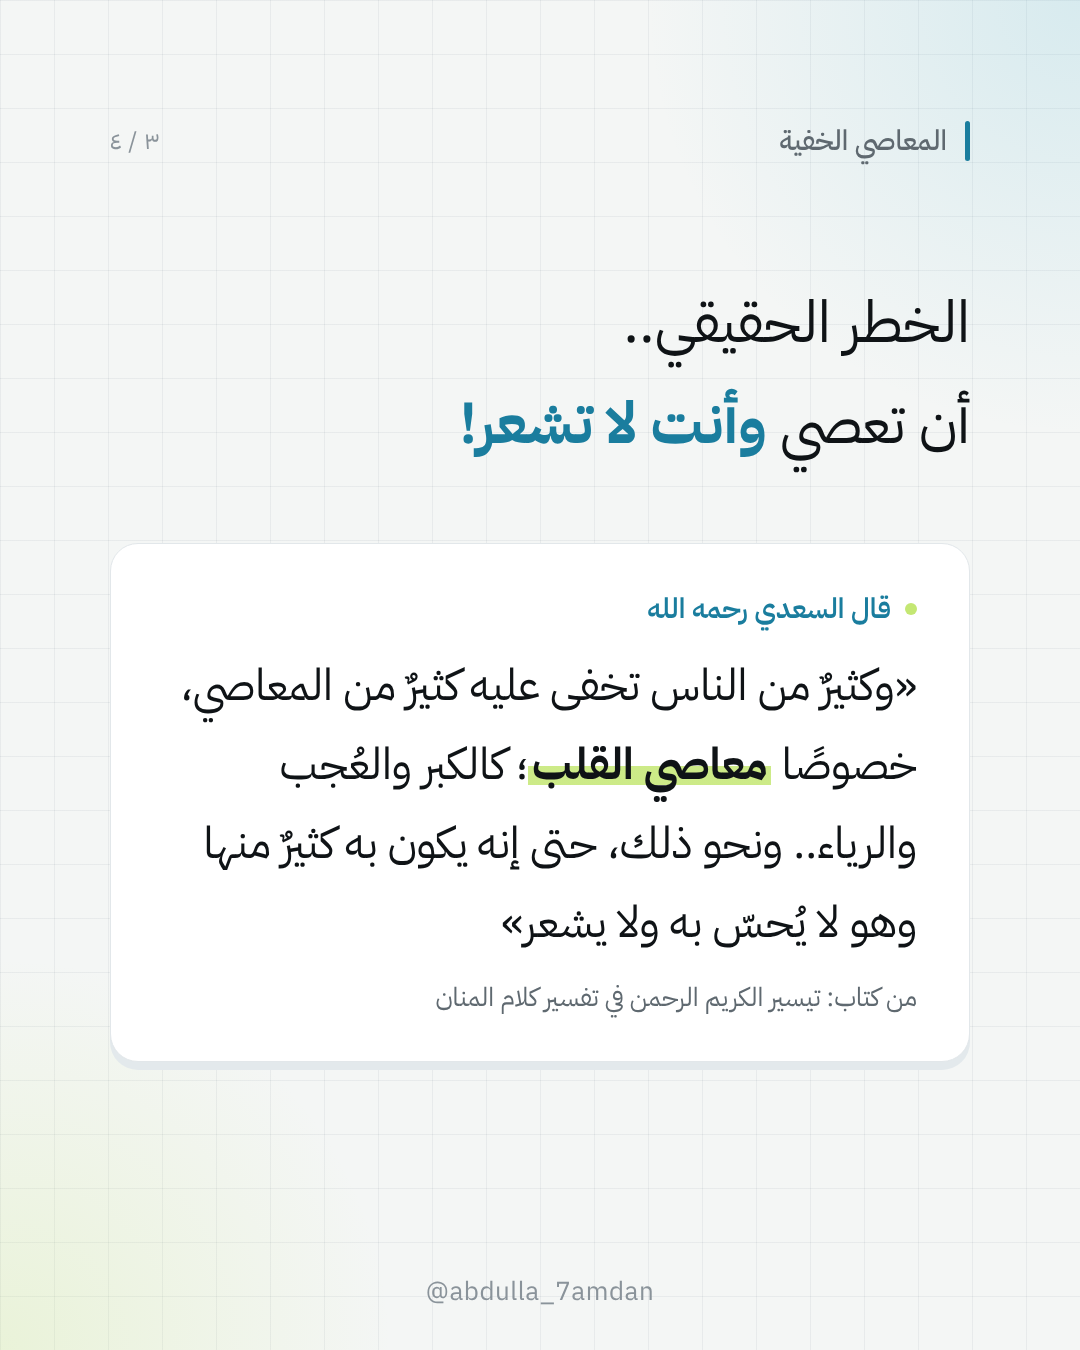 المعاصي الخفية
٣ / ٤
الخطر الحقيقي..
أن تعصي وأنت لا تشعر!
قال السعدي رحمه الله
«وكثيرٌ من الناس تخفى عليه كثيرٌ من المعاصي،
خصوصًا معاصي القلب؛ كالكبر والعُجب
والرياء.. ونحو ذلك، حتى إنه يكون به كثيرٌ منها
وهو لا يُحسّ به ولا يشعر»
من كتاب: تيسير الكريم الرحمن في تفسير كلام المنان
@abdulla_7amdan